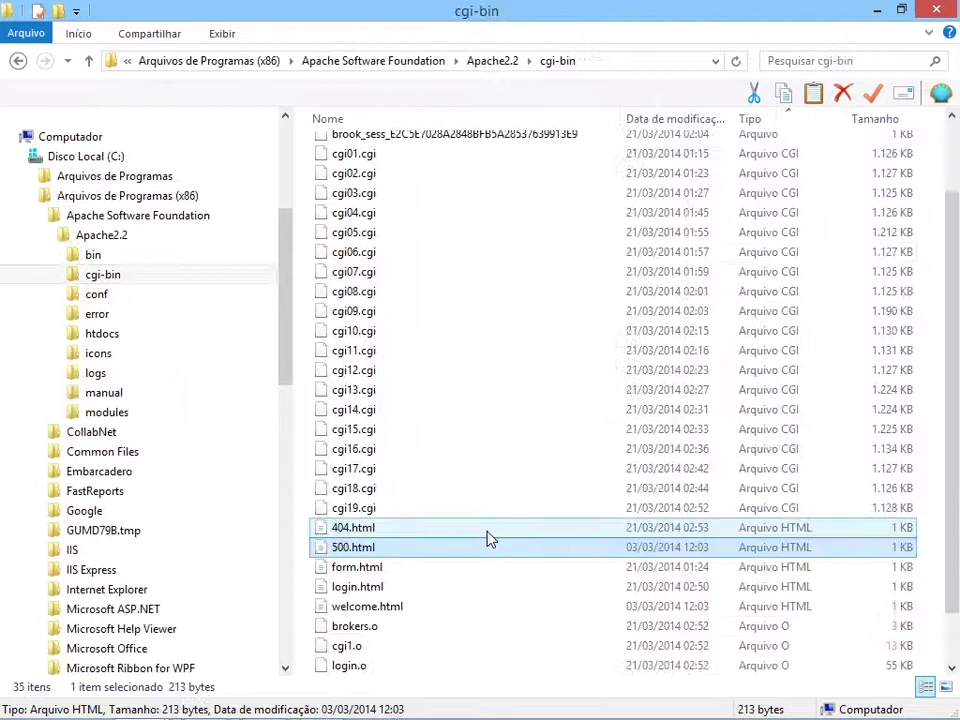 cgi-bin
Arquivo Início Compartilhar Exibir
« Arquivos de Programas (x86) Apache Software Foundation Apache2.2 cgi-bin
Pesquisar cgi-bin
Computador
Disco Local (C:)
Arquivos de Programas
Arquivos de Programas (x86)
Apache Software Foundation
Apache2.2
bin
cgi-bin
conf
error
htdocs
icons
logs
manual
modules
CollabNet
Common Files
Embarcadero
FastReports
Google
GUMD79B.tmp
IIS
IIS Express
Internet Explorer
Microsoft ASP.NET
Microsoft Help Viewer
Microsoft Office
Microsoft Ribbon for WPF
Nome Data de modificaç... Tipo Tamanho
brook_sess_E2C5E7028A2848BFB5A28537639913E9 21/03/2014 02:04 Arquivo 1 KB
cgi01.cgi 21/03/2014 01:15 Arquivo CGI 1.126 KB
cgi02.cgi 21/03/2014 01:23 Arquivo CGI 1.127 KB
cgi03.cgi 21/03/2014 01:27 Arquivo CGI 1.125 KB
cgi04.cgi 21/03/2014 01:45 Arquivo CGI 1.126 KB
cgi05.cgi 21/03/2014 01:55 Arquivo CGI 1.212 KB
cgi06.cgi 21/03/2014 01:57 Arquivo CGI 1.127 KB
cgi07.cgi 21/03/2014 01:59 Arquivo CGI 1.125 KB
cgi08.cgi 21/03/2014 02:01 Arquivo CGI 1.126 KB
cgi09.cgi 21/03/2014 02:03 Arquivo CGI 1.190 KB
cgi10.cgi 21/03/2014 02:15 Arquivo CGI 1.130 KB
cgi11.cgi 21/03/2014 02:16 Arquivo CGI 1.131 KB
cgi12.cgi 21/03/2014 02:23 Arquivo CGI 1.127 KB
cgi13.cgi 21/03/2014 02:27 Arquivo CGI 1.224 KB
cgi14.cgi 21/03/2014 02:31 Arquivo CGI 1.224 KB
cgi15.cgi 21/03/2014 02:33 Arquivo CGI 1.225 KB
cgi16.cgi 21/03/2014 02:36 Arquivo CGI 1.134 KB
cgi17.cgi 21/03/2014 02:42 Arquivo CGI 1.127 KB
cgi18.cgi 21/03/2014 02:44 Arquivo CGI 1.126 KB
cgi19.cgi 21/03/2014 02:52 Arquivo CGI 1.128 KB
404.html 21/03/2014 02:53 Arquivo HTML 1 KB
500.html 03/03/2014 12:03 Arquivo HTML 1 KB
form.html 21/03/2014 01:24 Arquivo HTML 1 KB
login.html 21/03/2014 02:50 Arquivo HTML 1 KB
welcome.html 03/03/2014 12:03 Arquivo HTML 1 KB
brokers.o 21/03/2014 02:52 Arquivo O 3 KB
cgi1.o 21/03/2014 02:52 Arquivo O 13 KB
login.o 21/03/2014 02:52 Arquivo O 55 KB
35 itens 1 item selecionado 213 bytes
Tipo: Arquivo HTML, Tamanho: 213 bytes, Data de modificação: 03/03/2014 12:03 213 bytes Computador